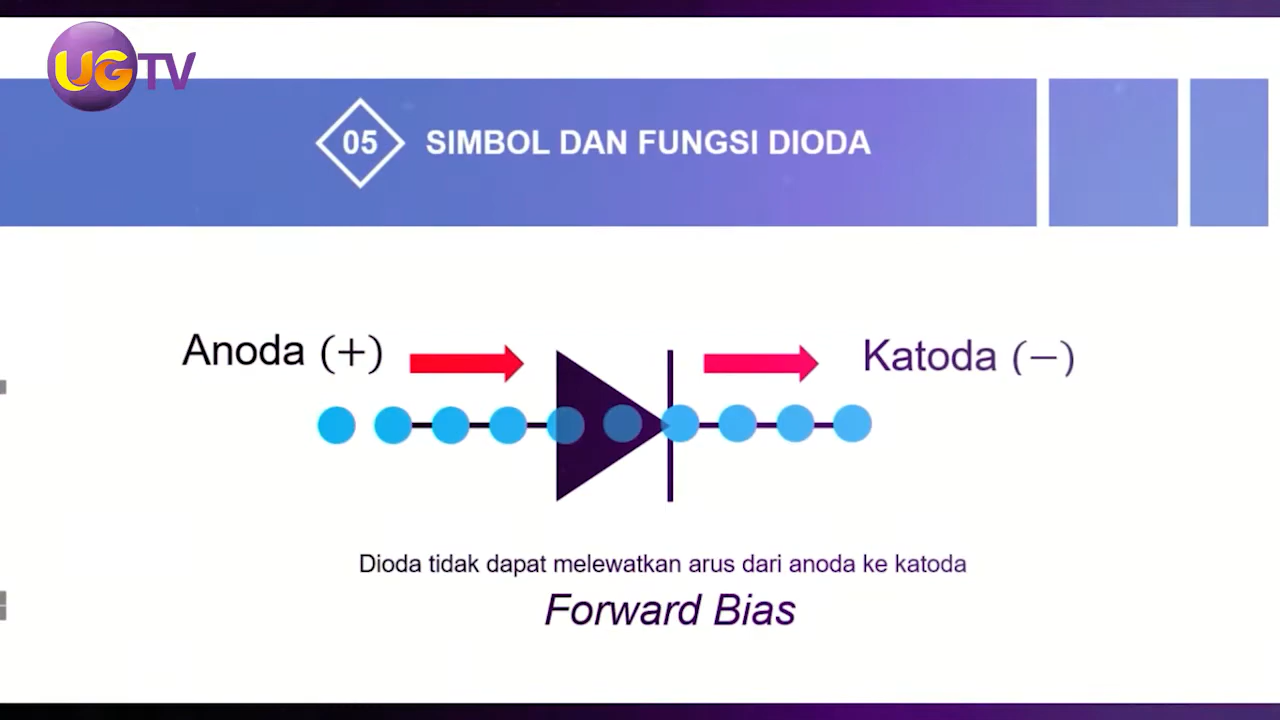 UGTV
05 SIMBOL DAN FUNGSI DIODA
Anoda (+)
Katoda (−)
Dioda tidak dapat melewatkan arus dari anoda ke katoda
Forward Bias